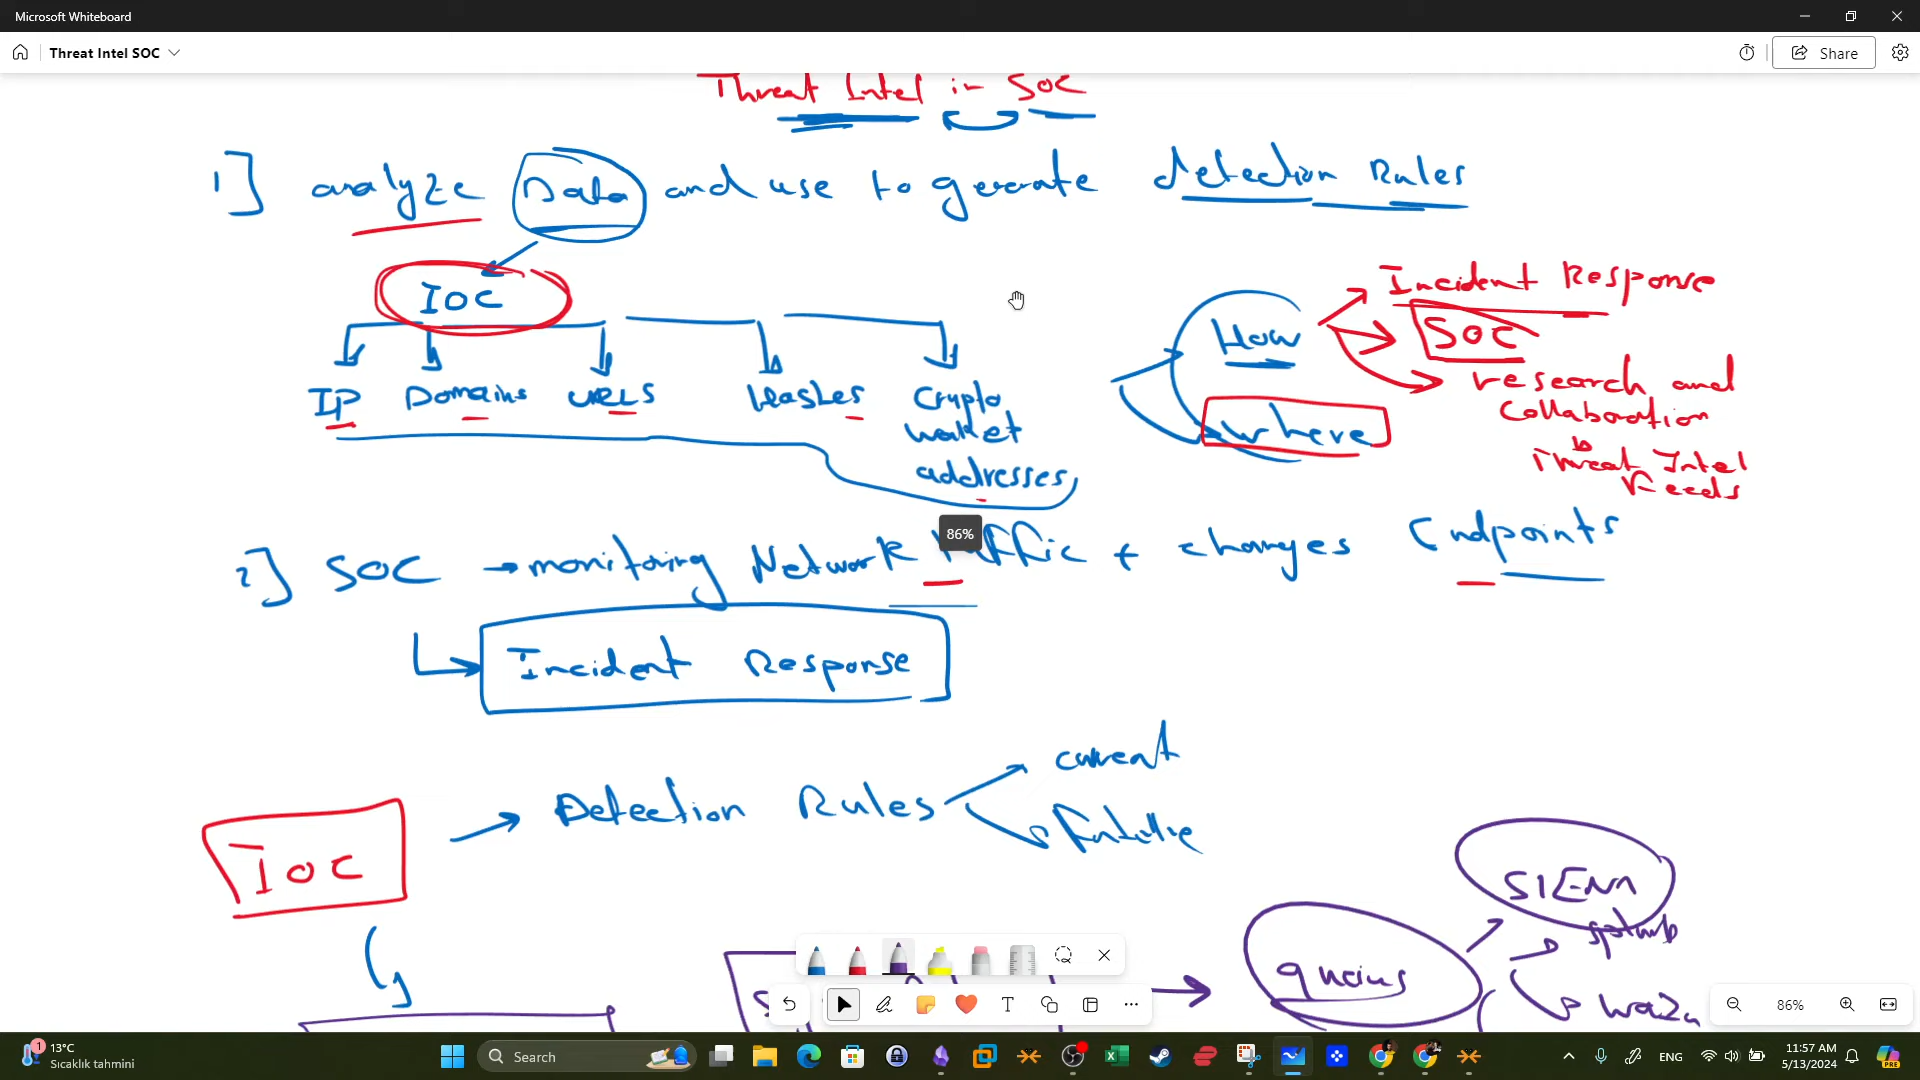 Microsoft Whiteboard
Threat Intel SOC
Share
Threat Intel in SOC
1] analyze Data and use to generate detection Rules
IOC
IP Domains URLS Hashes Crypto
wallet
addresses
How
where
Incident Response
SOC
research and
Collaboration
Threat Intel
Feeds
2] SOC → monitoring Network Traffic + changes Endpoints
86%
Incident Response
IOC → Detection Rules
current
future
SIEM
splunk
86%
1
13°C
Sıcaklık tahmini
Search
ENG
11:57 AM
5/13/2024
PRE